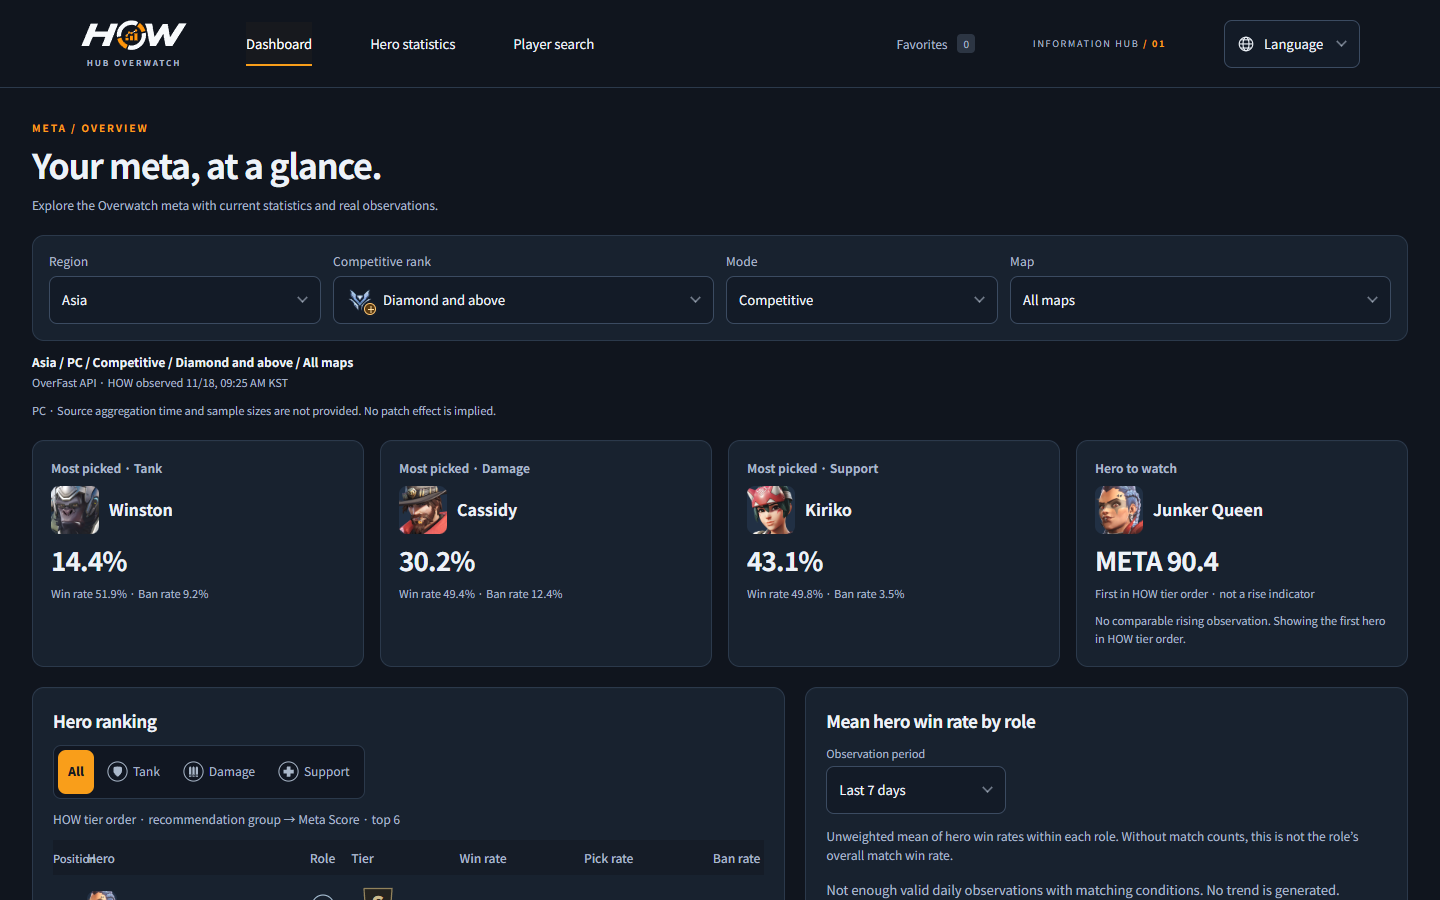 HOW
HUB OVERWATCH
Dashboard
Hero statistics
Player search
Favorites 0
INFORMATION HUB / 01
Language
META / OVERVIEW
Your meta, at a glance.
Explore the Overwatch meta with current statistics and real observations.
Region
Competitive rank
Mode
Map
Asia
Diamond and above
Competitive
All maps
Asia / PC / Competitive / Diamond and above / All maps
OverFast API · HOW observed 11/18, 09:25 AM KST
PC · Source aggregation time and sample sizes are not provided. No patch effect is implied.
Most picked · Tank
Winston
14.4%
Win rate 51.9% · Ban rate 9.2%
Most picked · Damage
Cassidy
30.2%
Win rate 49.4% · Ban rate 12.4%
Most picked · Support
Kiriko
43.1%
Win rate 49.8% · Ban rate 3.5%
Hero to watch
Junker Queen
META 90.4
First in HOW tier order · not a rise indicator
No comparable rising observation. Showing the first hero
in HOW tier order.
Hero ranking
All
Tank
Damage
Support
HOW tier order · recommendation group → Meta Score · top 6
Position Hero Role Tier Win rate Pick rate Ban rate
Mean hero win rate by role
Observation period
Last 7 days
Unweighted mean of hero win rates within each role. Without match counts, this is not the role's
overall match win rate.
Not enough valid daily observations with matching conditions. No trend is generated.